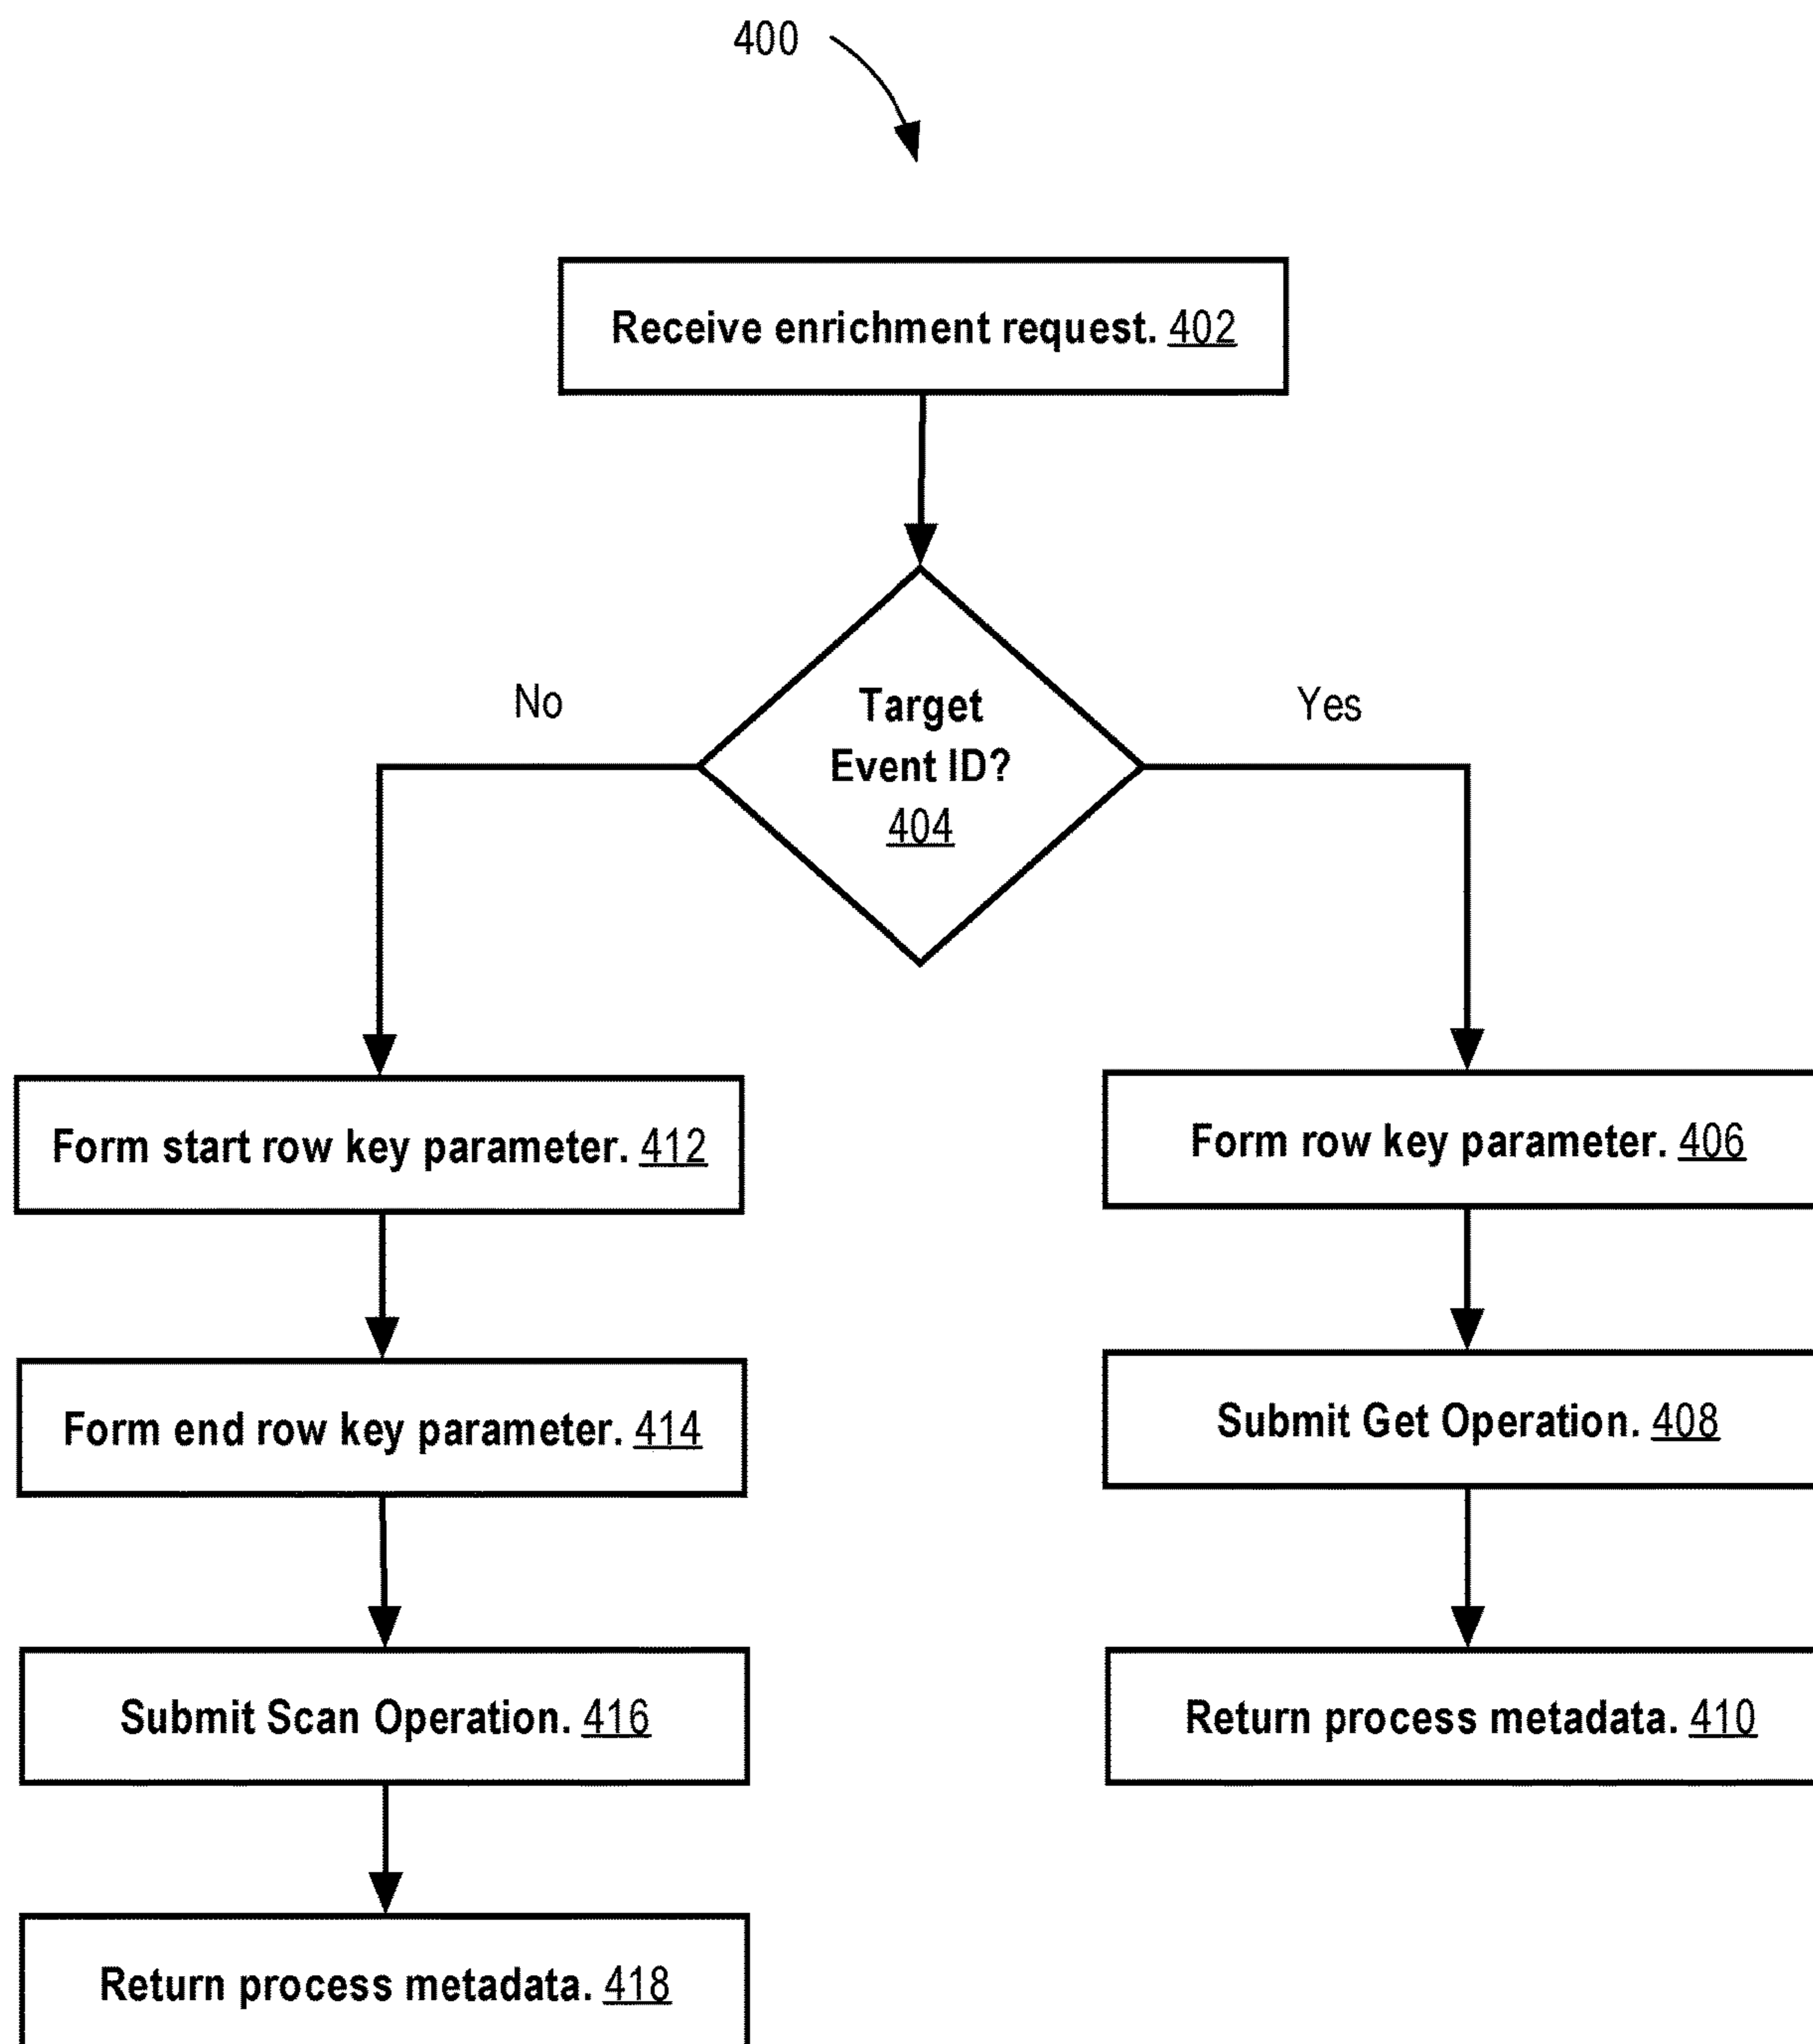 400
Receive enrichment request. 402
Target
Event ID?
404
No
Yes
Form start row key parameter. 412
Form end row key parameter. 414
Submit Scan Operation. 416
Return process metadata. 418
Form row key parameter. 406
Submit Get Operation. 408
Return process metadata. 410